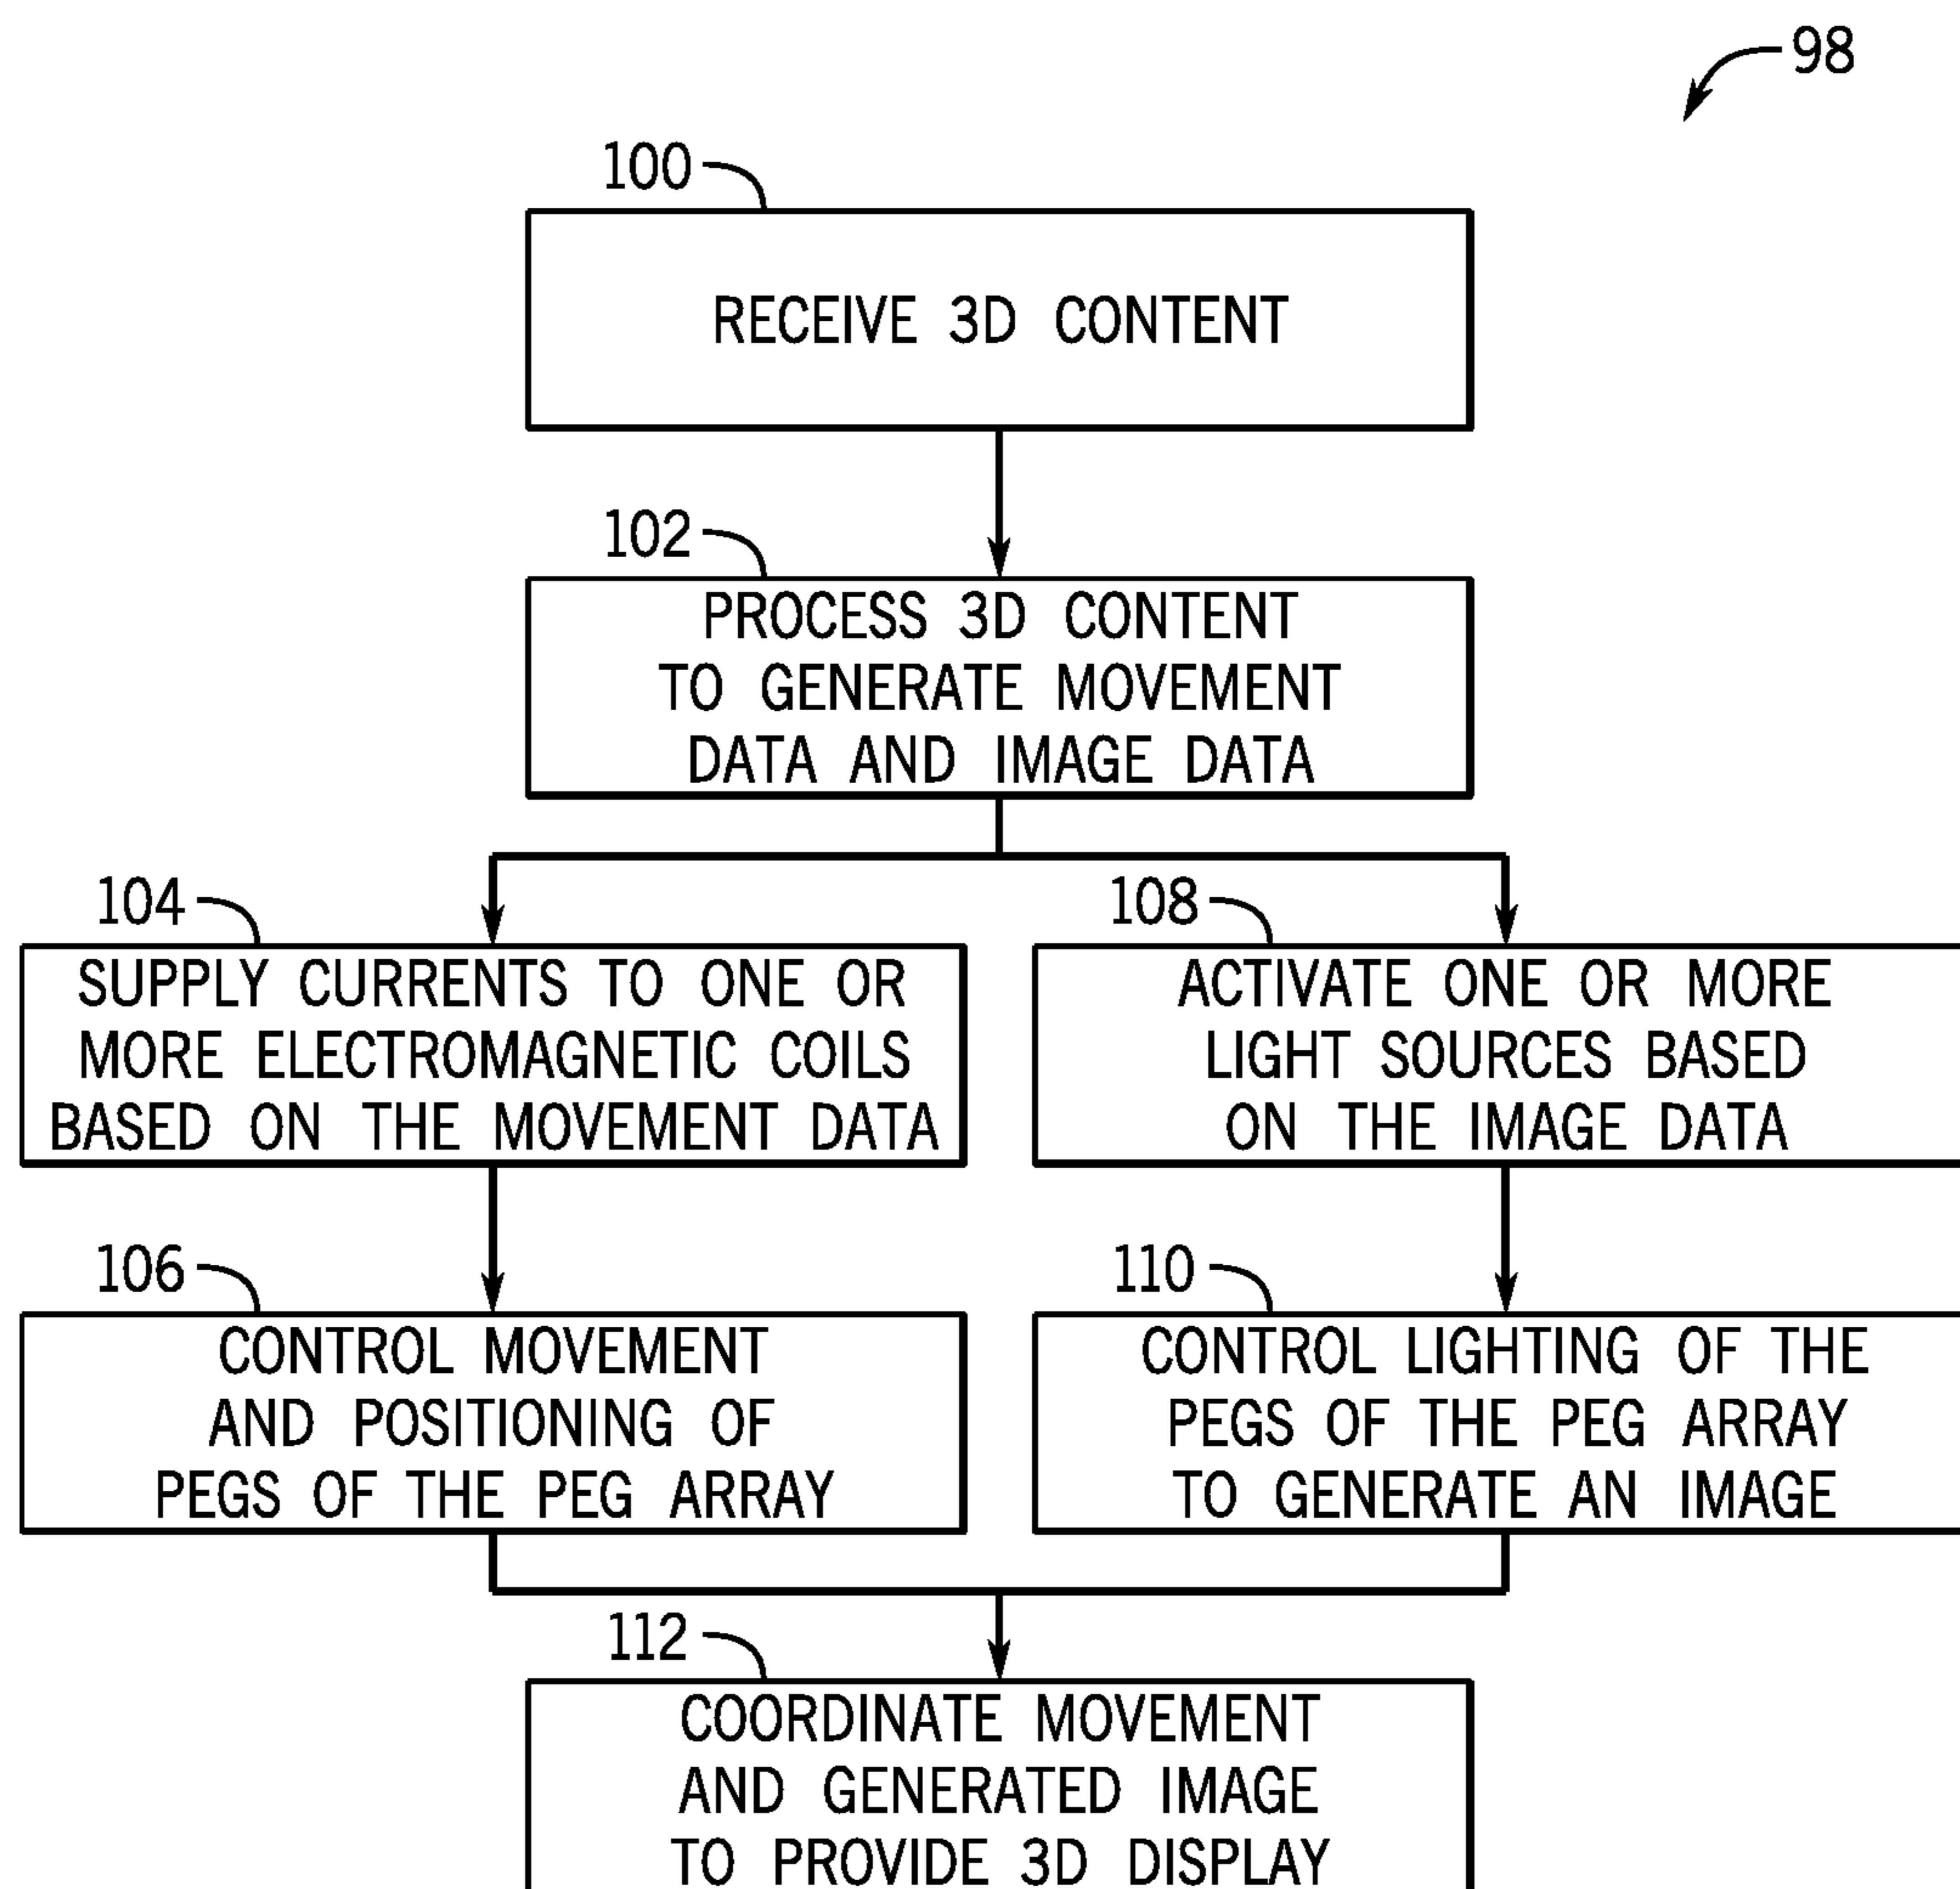 98
100
RECEIVE 3D CONTENT
102
PROCESS 3D CONTENT
TO GENERATE MOVEMENT
DATA AND IMAGE DATA
104
SUPPLY CURRENTS TO ONE OR
MORE ELECTROMAGNETIC COILS
BASED ON THE MOVEMENT DATA
108
ACTIVATE ONE OR MORE
LIGHT SOURCES BASED
ON THE IMAGE DATA
106
CONTROL MOVEMENT
AND POSITIONING OF
PEGS OF THE PEG ARRAY
110
CONTROL LIGHTING OF THE
PEGS OF THE PEG ARRAY
TO GENERATE AN IMAGE
112
COORDINATE MOVEMENT
AND GENERATED IMAGE
TO PROVIDE 3D DISPLAY